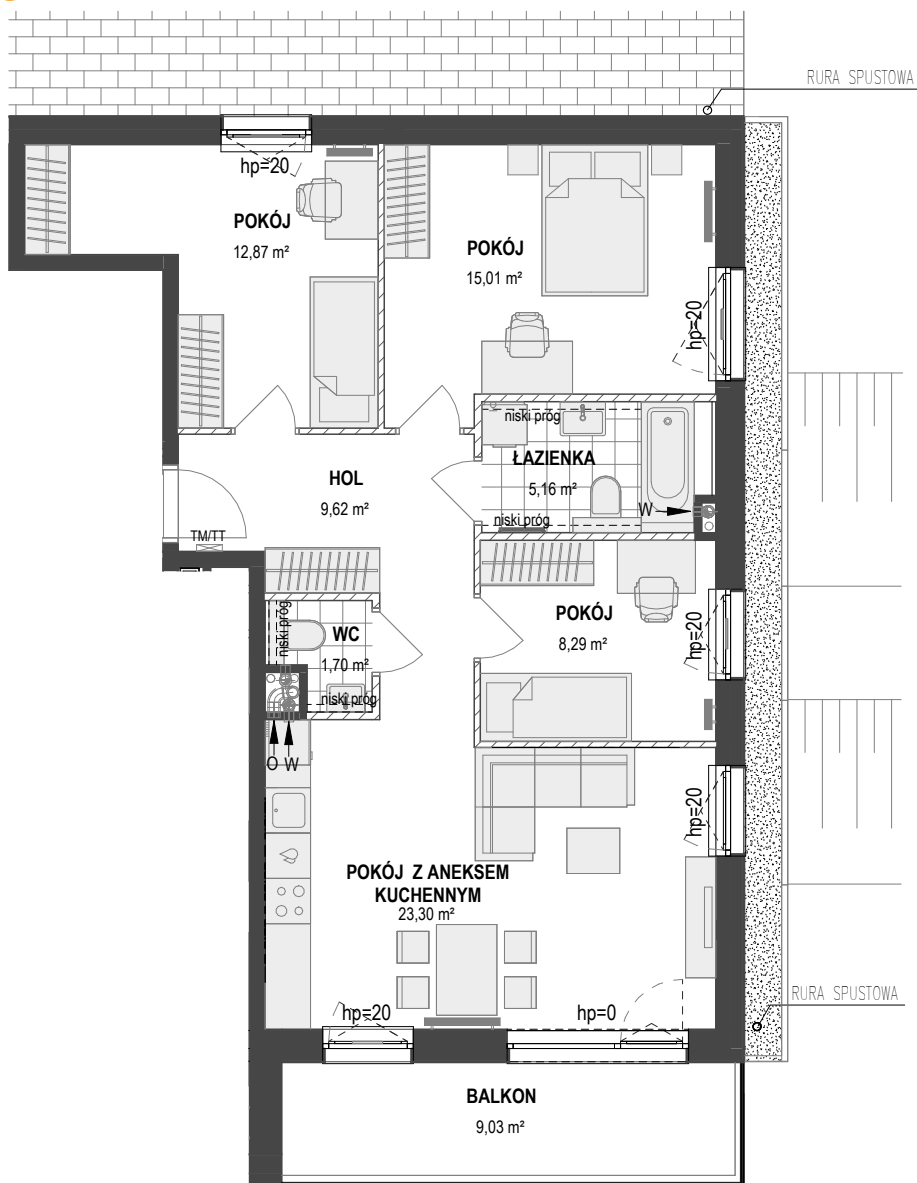 RURA SPUSTOWA
hp=20
POKÓJ
12,87 m²
POKÓJ
15,01 m²
hp=20
niski próg
ŁAZIENKA
5,16 m²
W
niski próg
HOL
9,62 m²
TM/TT
POKÓJ
8,29 m²
hp=20
niski próg
WC
1,70 m²
niski próg
O W
hp=20
POKÓJ Z ANEKSEM
KUCHENNYM
23,30 m²
RURA SPUSTOWA
hp=20
hp=0
BALKON
9,03 m²